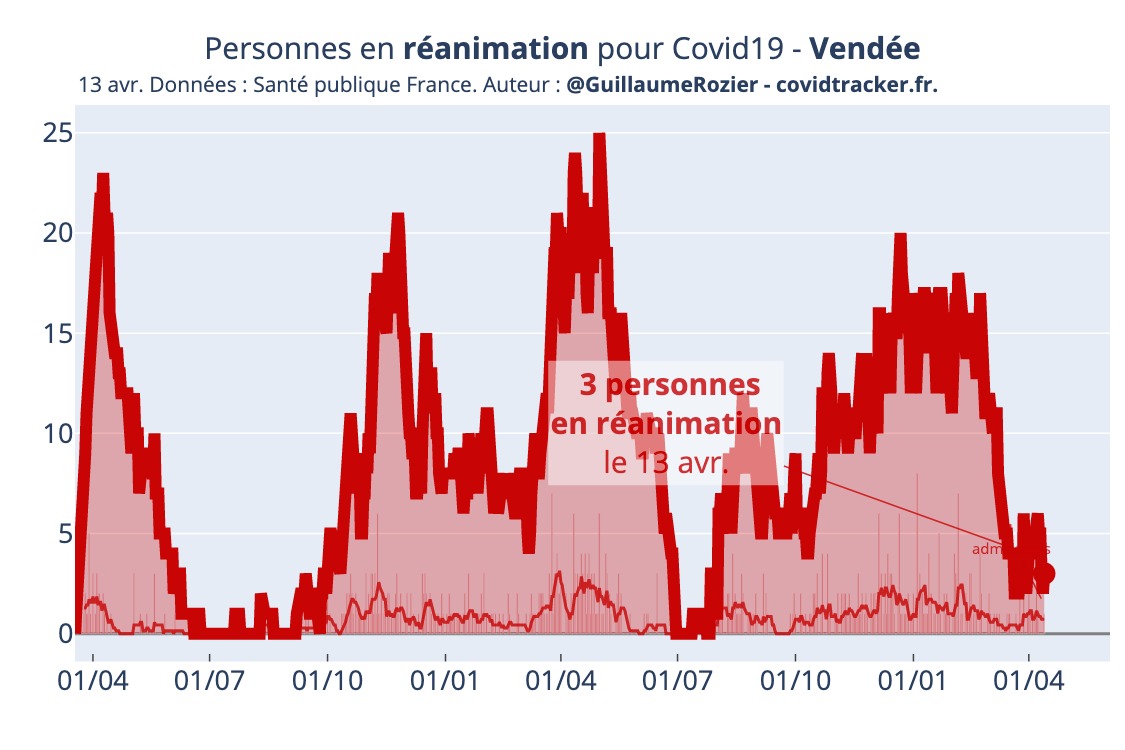 Personnes en réanimation pour Covid19 - Vendée
13 avr. Données : Santé publique France. Auteur : @GuillaumeRozier - covidtracker.fr.
25
20
15
10
5
0
3 personnes
en réanimation
le 13 avr.
01/04 01/07 01/10 01/01 01/04 01/07 01/10 01/01 01/04